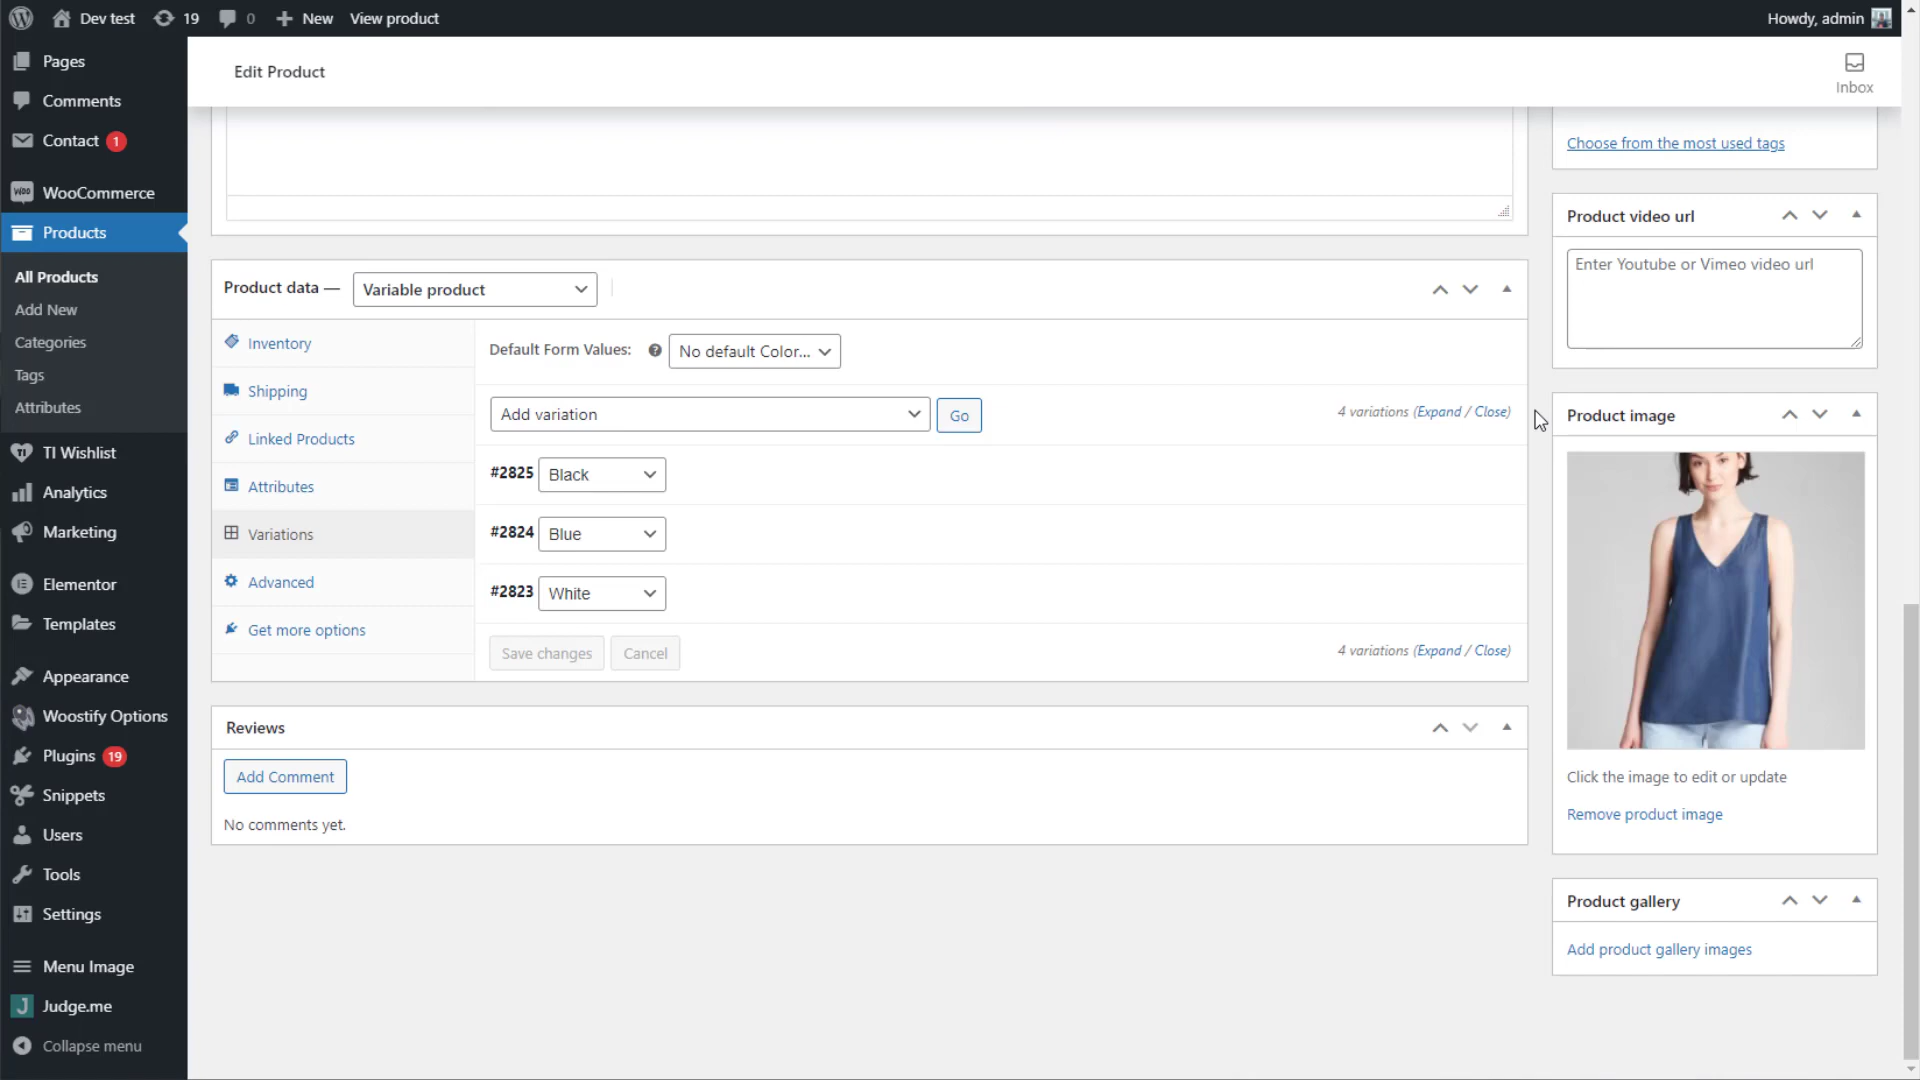 Dev test
19
0
New
View product
Howdy, admin
Pages
Comments
Contact 1
WooCommerce
Products
All Products
Add New
Categories
Tags
Attributes
TI Wishlist
Analytics
Marketing
Elementor
Templates
Appearance
Woostify Options
Plugins 19
Snippets
Users
Tools
Settings
Menu Image
Judge.me
Collapse menu
Edit Product
Inbox
Product data —
Variable product
Inventory
Shipping
Linked Products
Attributes
Variations
Advanced
Get more options
Default Form Values:
No default Color...
Add variation
Go
4 variations (Expand / Close)
#2825 Black
#2824 Blue
#2823 White
Save changes
Cancel
4 variations (Expand / Close)
Reviews
Add Comment
No comments yet.
Choose from the most used tags
Product video url
Enter Youtube or Vimeo video url
Product image
Click the image to edit or update
Remove product image
Product gallery
Add product gallery images